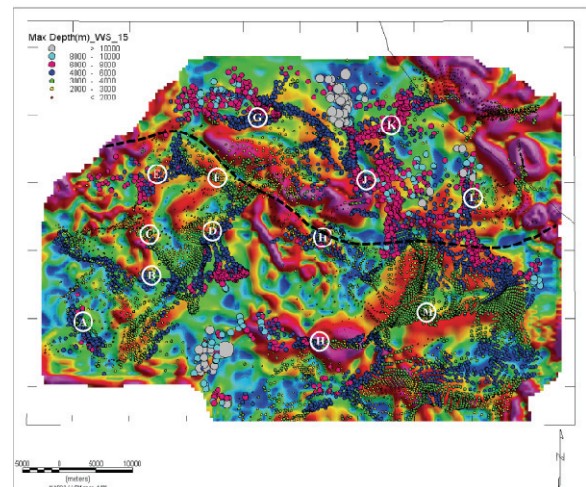 Max Depth(m)_WS_15
> 10000
8000 - 10000
6000 - 8000
4000 - 6000
3000 - 4000
2000 - 3000
< 2000
G
K
E
F
J
L
C
D
H
B
A
M
H
5000 0 5000 10000
(meters)
N